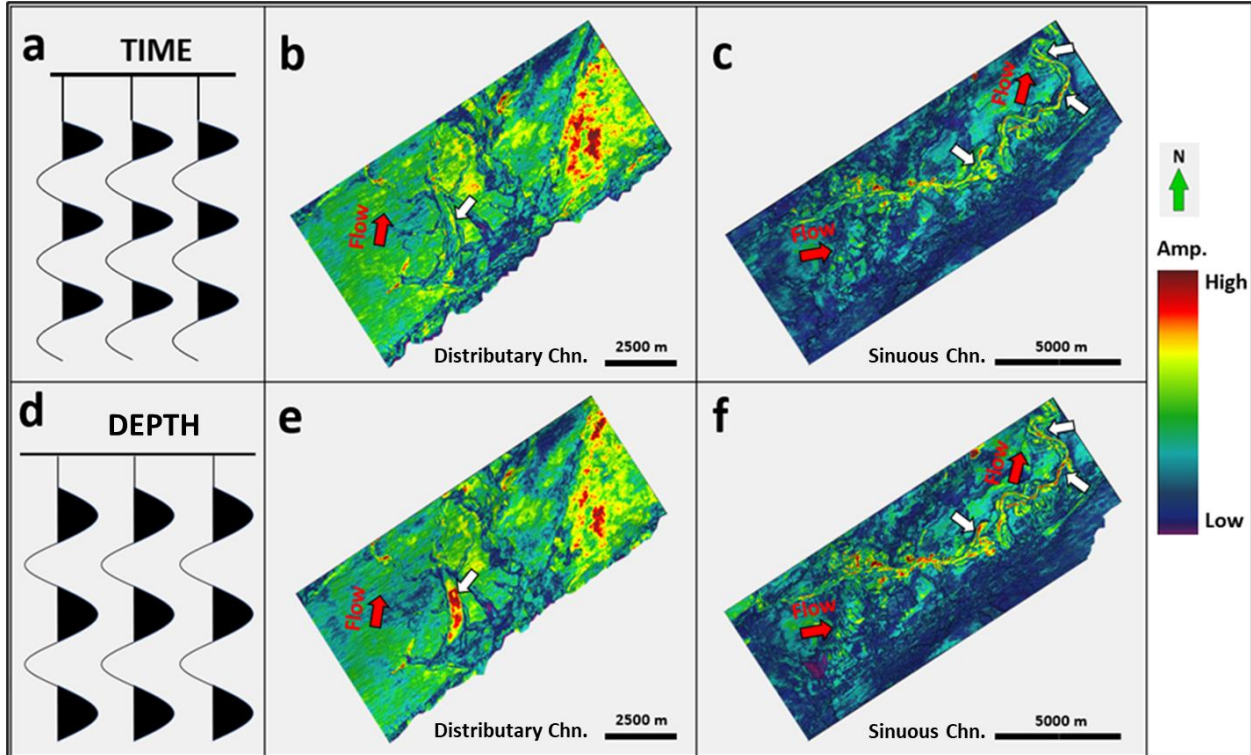 a
TIME
b
Flow
Distributary Chn.
2500 m
c
Flow
Flow
Sinuous Chn.
5000 m
N
Amp.
High
Low
d
DEPTH
e
Flow
Distributary Chn.
2500 m
f
Flow
Flow
Sinuous Chn.
5000 m